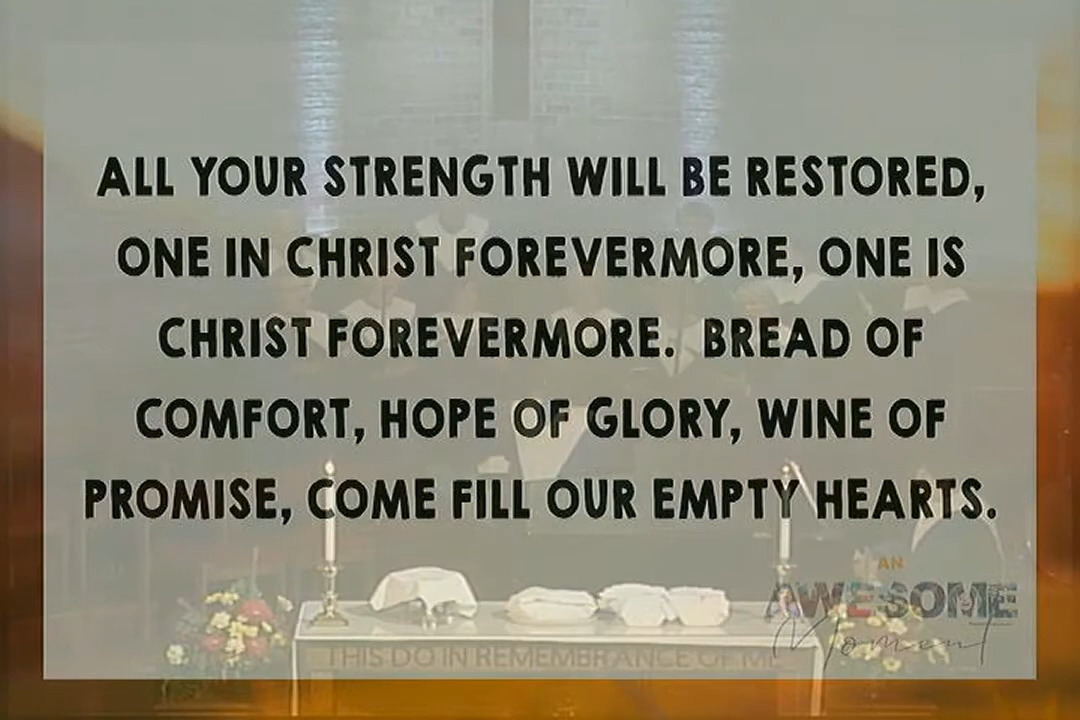 ALL YOUR STRENGTH WILL BE RESTORED,
ONE IN CHRIST FOREVERMORE, ONE IS
CHRIST FOREVERMORE. BREAD OF
COMFORT, HOPE OF GLORY, WINE OF
PROMISE, COME FILL OUR EMPTY HEARTS.
AN
AWESOME
Moment
THIS DO IN REMEMBRANCE OF ME